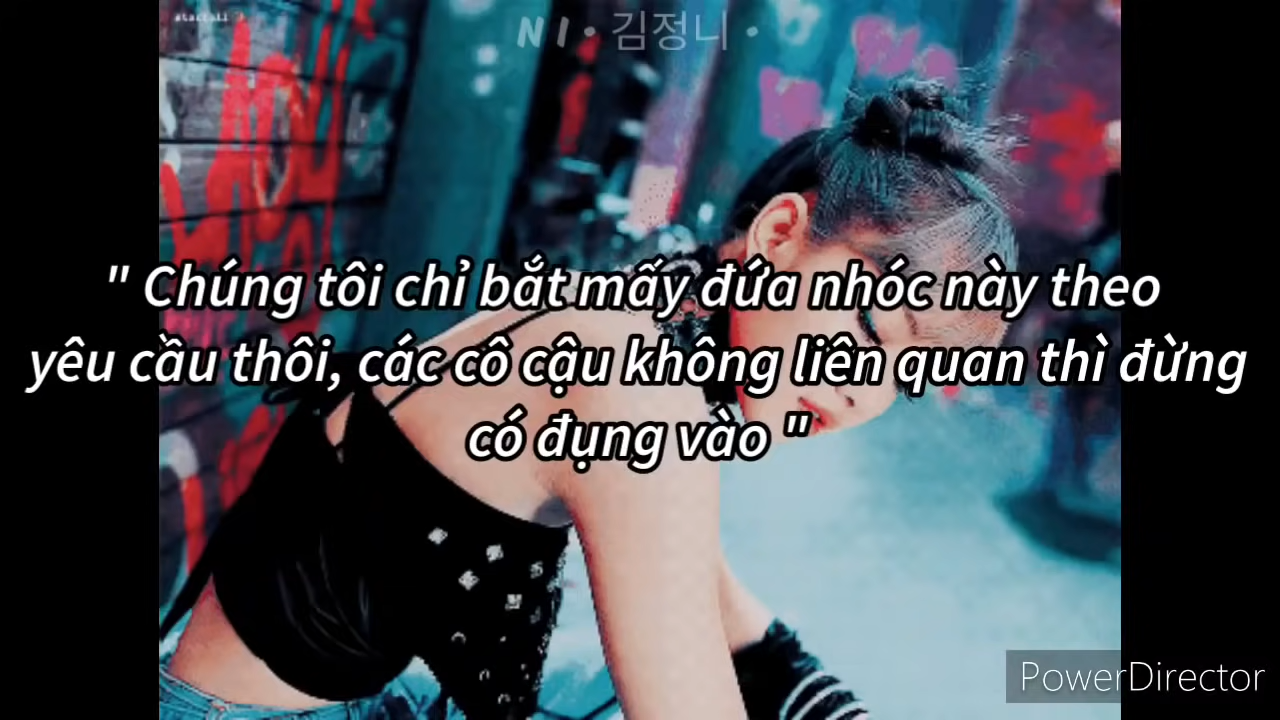 starfall
N I • 김정니 •
" Chúng tôi chỉ bắt mấy đứa nhóc này theo
yêu cầu thôi, các cô cậu không liên quan thì đừng
có đụng vào "
PowerDirector